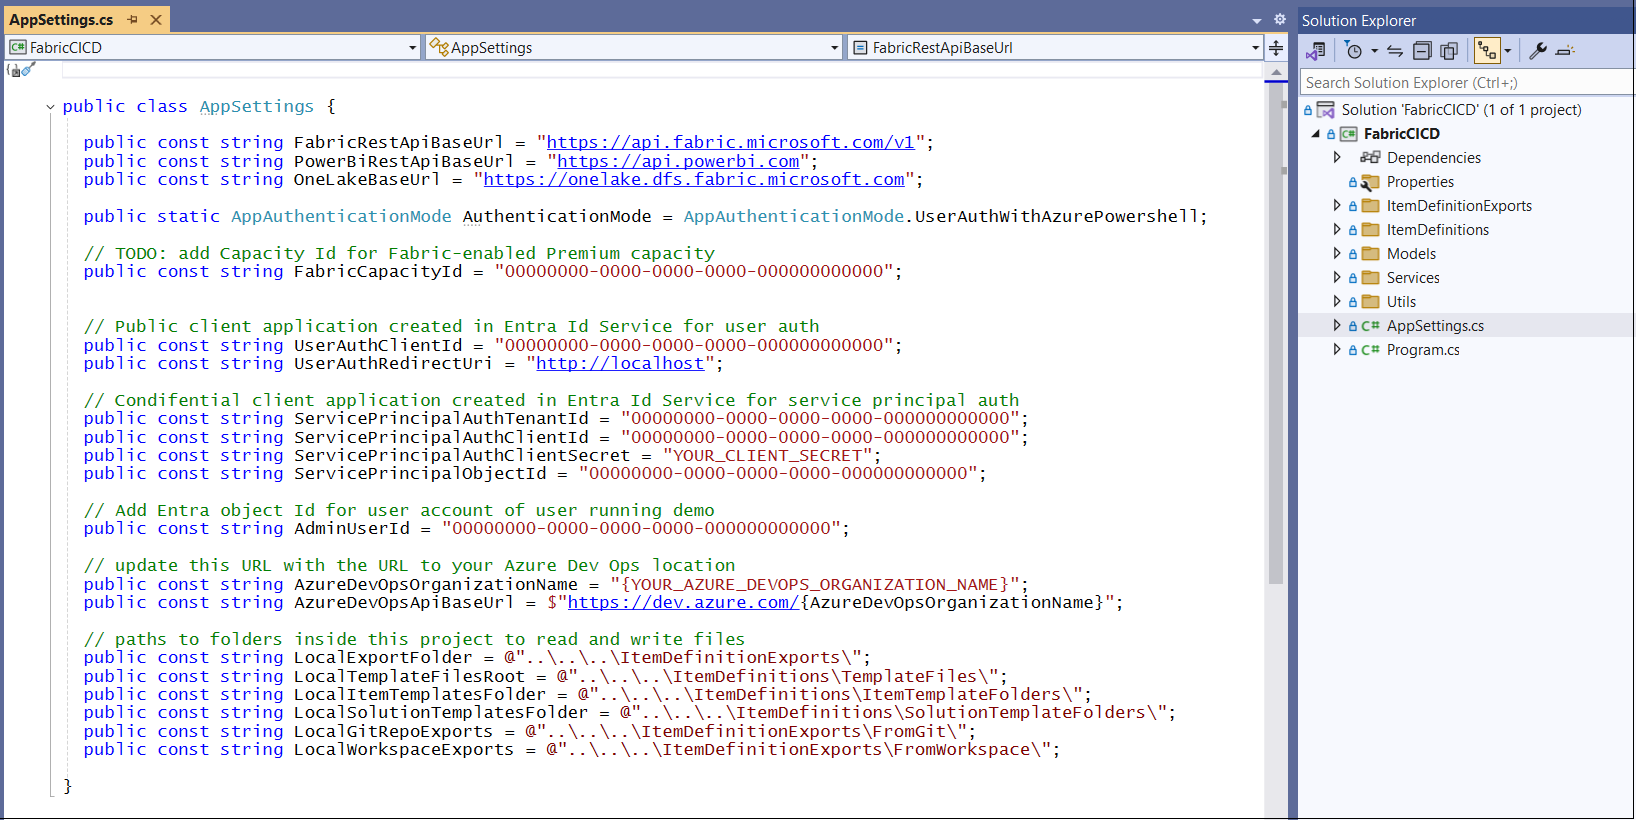 AppSettings.cs
FabricCICD
AppSettings
FabricRestApiBaseUrl
public class AppSettings {
public const string FabricRestApiBaseUrl = "https://api.fabric.microsoft.com/v1";
public const string PowerBiRestApiBaseUrl = "https://api.powerbi.com";
public const string OneLakeBaseUrl = "https://onelake.dfs.fabric.microsoft.com";
public static AppAuthenticationMode AuthenticationMode = AppAuthenticationMode.UserAuthWithAzurePowershell;
// TODO: add Capacity Id for Fabric-enabled Premium capacity
public const string FabricCapacityId = "00000000-0000-0000-0000-000000000000";
// Public client application created in Entra Id Service for user auth
public const string UserAuthClientId = "00000000-0000-0000-0000-000000000000";
public const string UserAuthRedirectUri = "http://localhost";
// Condifential client application created in Entra Id Service for service principal auth
public const string ServicePrincipalAuthTenantId = "00000000-0000-0000-0000-000000000000";
public const string ServicePrincipalAuthClientId = "00000000-0000-0000-0000-000000000000";
public const string ServicePrincipalAuthClientSecret = "YOUR_CLIENT_SECRET";
public const string ServicePrincipalObjectId = "00000000-0000-0000-0000-000000000000";
// Add Entra object Id for user account of user running demo
public const string AdminUserId = "00000000-0000-0000-0000-000000000000";
// update this URL with the URL to your Azure Dev Ops location
public const string AzureDevOpsOrganizationName = "{YOUR_AZURE_DEVOPS_ORGANIZATION_NAME}";
public const string AzureDevOpsApiBaseUrl = $"https://dev.azure.com/{AzureDevOpsOrganizationName}";
// paths to folders inside this project to read and write files
public const string LocalExportFolder = @"..\..\..\ItemDefinitionExports\";
public const string LocalTemplateFilesRoot = @"..\..\..\ItemDefinitions\TemplateFiles\";
public const string LocalItemTemplatesFolder = @"..\..\..\ItemDefinitions\ItemTemplateFolders\";
public const string LocalSolutionTemplatesFolder = @"..\..\..\ItemDefinitions\SolutionTemplateFolders\";
public const string LocalGitRepoExports = @"..\..\..\ItemDefinitionExports\FromGit\";
public const string LocalWorkspaceExports = @"..\..\..\ItemDefinitionExports\FromWorkspace\";
}
Solution Explorer
Search Solution Explorer (Ctrl+;)
Solution 'FabricCICD' (1 of 1 project)
C# FabricCICD
Dependencies
Properties
ItemDefinitionExports
ItemDefinitions
Models
Services
Utils
C# AppSettings.cs
C# Program.cs